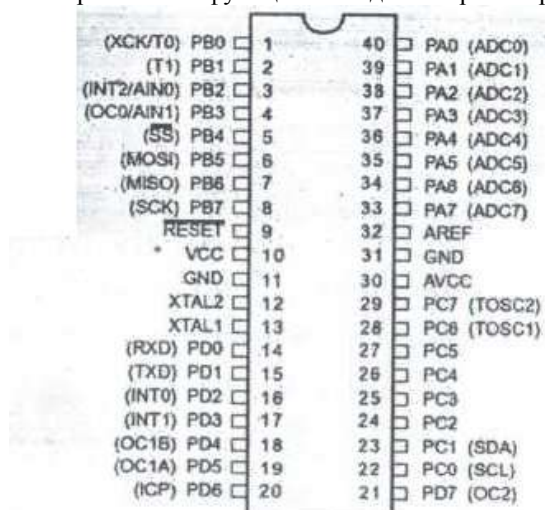 (XCK/T0) PB0 1 40 PA0 (ADC0)
(T1) PB1 2 39 PA1 (ADC1)
(INT2/AIN0) PB2 3 38 PA2 (ADC2)
(OC0/AIN1) PB3 4 37 PA3 (ADC3)
(SS) PB4 5 36 PA4 (ADC4)
(MOSI) PB5 6 35 PA5 (ADC5)
(MISO) PB6 7 34 PA6 (ADC6)
(SCK) PB7 8 33 PA7 (ADC7)
RESET 9 32 AREF
VCC 10 31 GND
GND 11 30 AVCC
XTAL2 12 29 PC7 (TOSC2)
XTAL1 13 28 PC6 (TOSC1)
(RXD) PD0 14 27 PC5
(TXD) PD1 15 26 PC4
(INT0) PD2 16 25 PC3
(INT1) PD3 17 24 PC2
(OC1B) PD4 18 23 PC1 (SDA)
(OC1A) PD5 19 22 PC0 (SCL)
(ICP) PD6 20 21 PD7 (OC2)